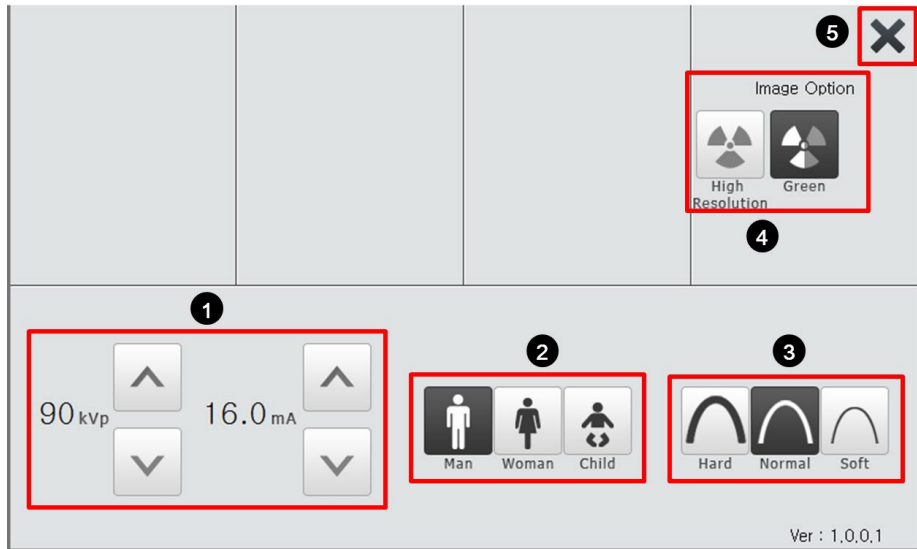 5
Image Option
High Resolution
Green
4
1
90 kVp
16.0 mA
2
Man
Woman
Child
3
Hard
Normal
Soft
Ver : 1.0.0.1